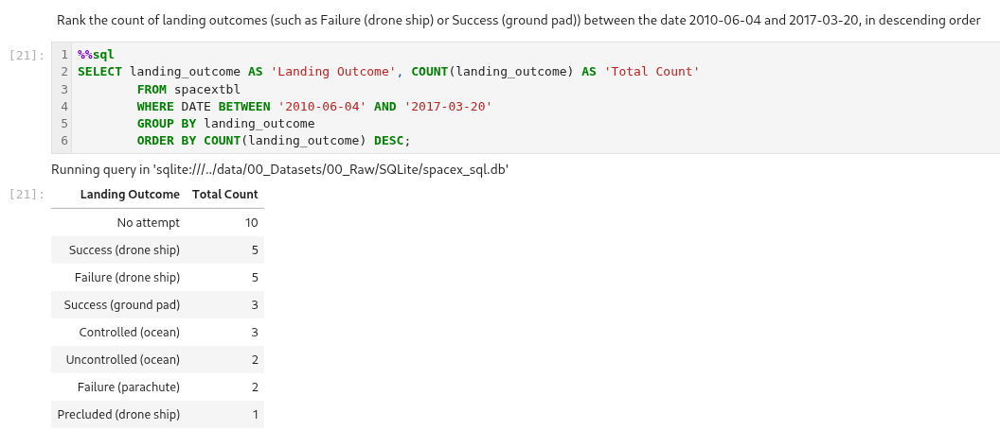 Rank the count of landing outcomes (such as Failure (drone ship) or Success (ground pad)) between the date 2010-06-04 and 2017-03-20, in descending order
[21]: 1 %%sql
2 SELECT landing_outcome AS 'Landing Outcome', COUNT(landing_outcome) AS 'Total Count'
3 FROM spacextbl
4 WHERE DATE BETWEEN '2010-06-04' AND '2017-03-20'
5 GROUP BY landing_outcome
6 ORDER BY COUNT(landing_outcome) DESC;
Running query in 'sqlite:///../data/00_Datasets/00_Raw/SQLite/spacex_sql.db'
[21]: Landing Outcome Total Count
No attempt 10
Success (drone ship) 5
Failure (drone ship) 5
Success (ground pad) 3
Controlled (ocean) 3
Uncontrolled (ocean) 2
Failure (parachute) 2
Precluded (drone ship) 1